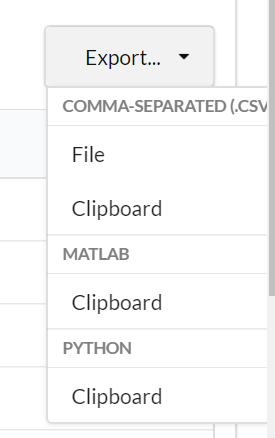 Export...
COMMA-SEPARATED (.CSV
File
Clipboard
MATLAB
Clipboard
PYTHON
Clipboard